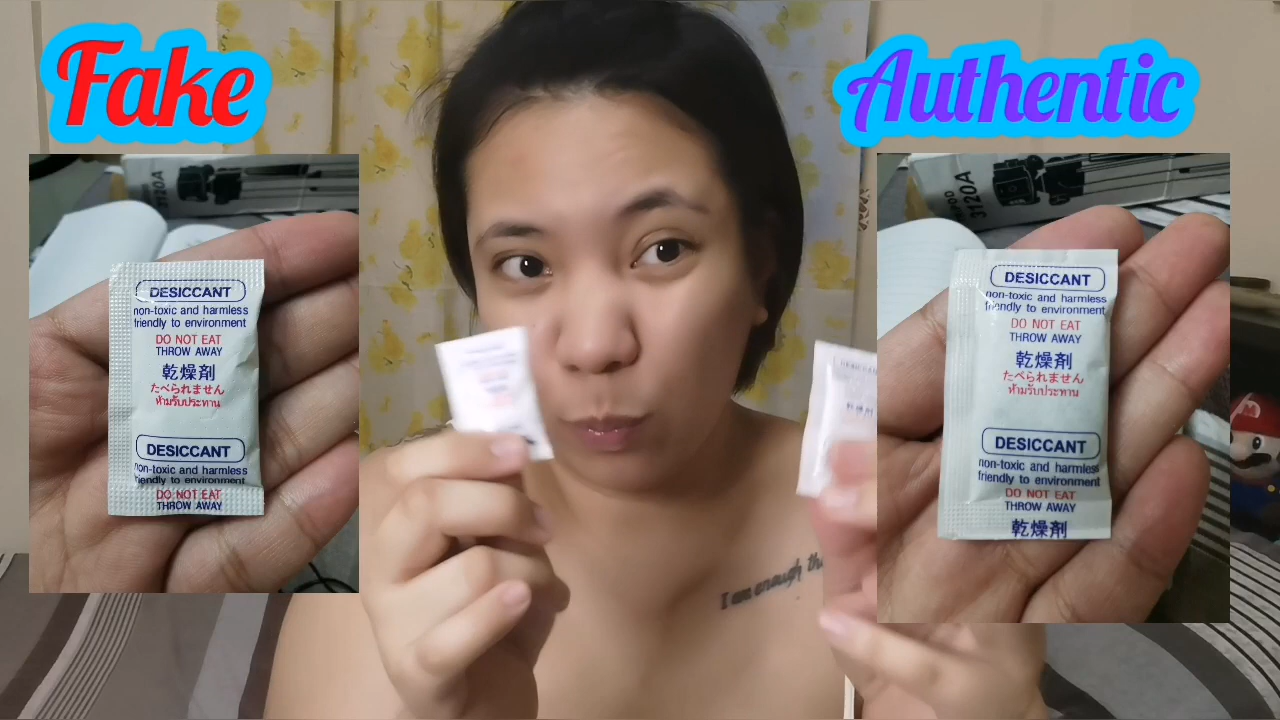 Fake
Authentic
DESICCANT
non-toxic and harmless
friendly to environment
DO NOT EAT
THROW AWAY
乾燥剤
たべられません
ห้ามรับประทาน
DESICCANT
non-toxic and harmless
friendly to environment
DO NOT EAT
THROW AWAY
I am enough
3120A
DESICCANT
non-toxic and harmless
friendly to environment
DO NOT EAT
THROW AWAY
乾燥剤
たべられません
ห้ามรับประทาน
DESICCANT
non-toxic and harmless
friendly to environment
DO NOT EAT
THROW AWAY
乾燥剤